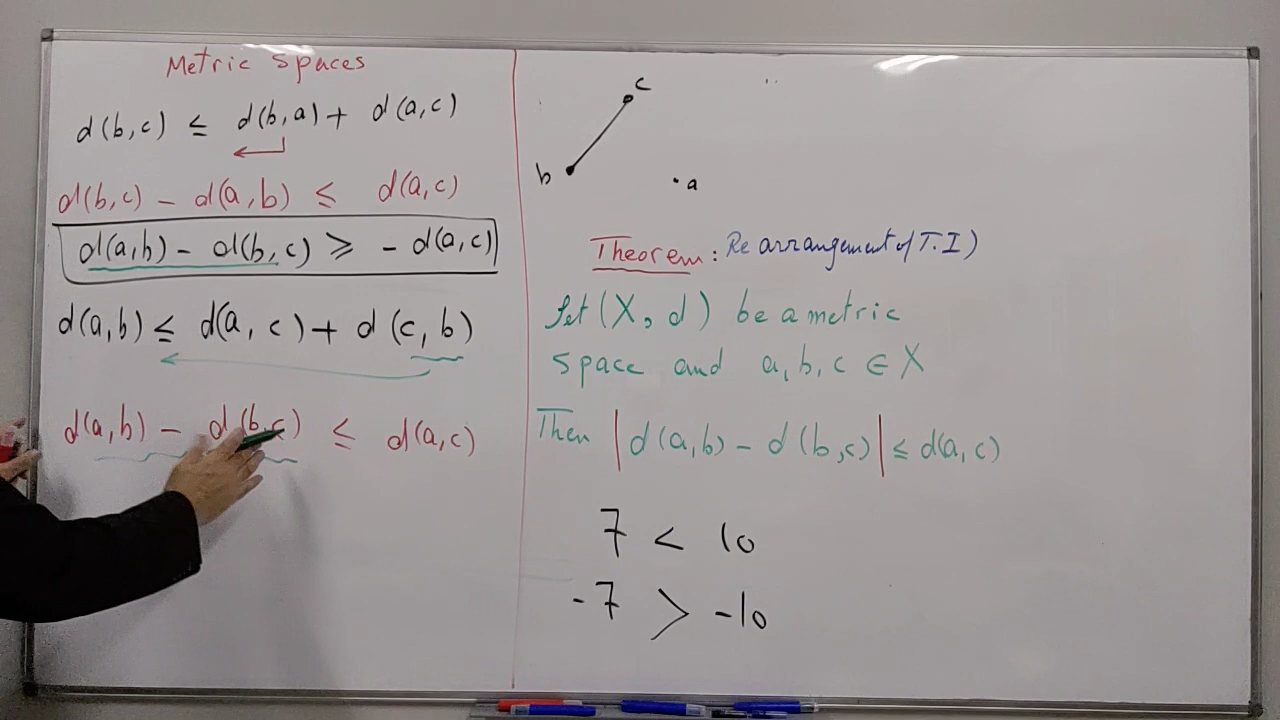 Metric Spaces
d(b,c) ≤ d(b,a) + d(a,c)
d(b,c) - d(a,b) ≤ d(a,c)
d(a,b) - d(b,c) ≥ - d(a,c)
d(a,b) ≤ d(a,c) + d(c,b)
d(a,b) - d(b,c) ≤ d(a,c)
c
b
a
Theorem: Rearrangement of T.I)
Let (X, d) be a metric
space and a, b, c ∈ X
Then |d(a,b) - d(b,c)| ≤ d(a,c)
7 < 10
-7 > -10